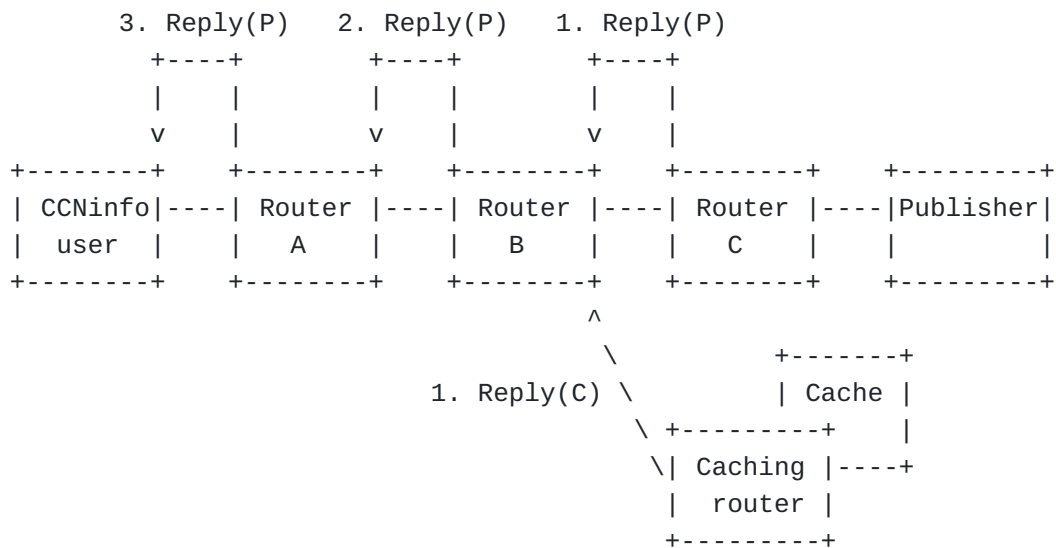 3. Reply(P) 2. Reply(P) 1. Reply(P)
CCNinfo user
Router A
Router B
Router C
Publisher
1. Reply(C)
Cache
Caching router